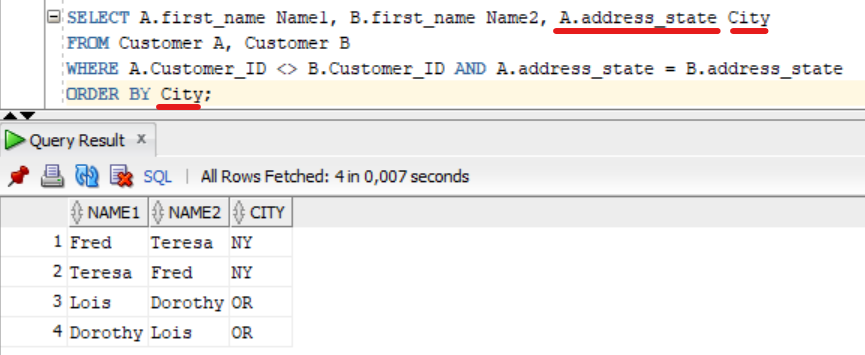 SELECT A.first_name Name1, B.first_name Name2, A.address_state City
FROM Customer A, Customer B
WHERE A.Customer_ID <> B.Customer_ID AND A.address_state = B.address_state
ORDER BY City;
Query Result x
SQL | All Rows Fetched: 4 in 0,007 seconds
NAME1 NAME2 CITY
1 Fred Teresa NY
2 Teresa Fred NY
3 Lois Dorothy OR
4 Dorothy Lois OR